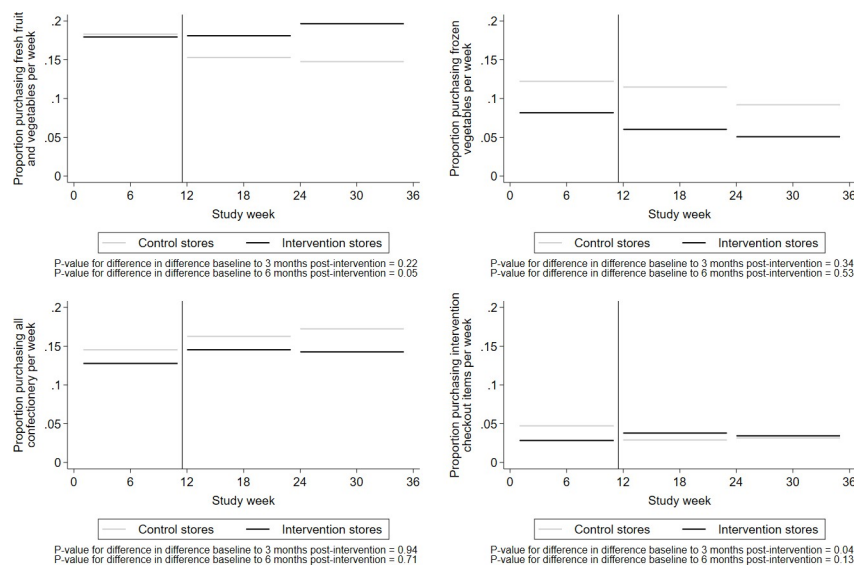 Proportion purchasing fresh fruit
and vegetables per week
.2
.15
.1
.05
0
0 6 12 18 24 30 36
Study week
Control stores Intervention stores
P-value for difference in difference baseline to 3 months post-intervention = 0.22
P-value for difference in difference baseline to 6 months post-intervention = 0.05
Proportion purchasing frozen
vegetables per week
.2
.15
.1
.05
0
0 6 12 18 24 30 36
Study week
Control stores Intervention stores
P-value for difference in difference baseline to 3 months post-intervention = 0.34
P-value for difference in difference baseline to 6 months post-intervention = 0.53
Proportion purchasing all
confectionery per week
.2
.15
.1
.05
0
0 6 12 18 24 30 36
Study week
Control stores Intervention stores
P-value for difference in difference baseline to 3 months post-intervention = 0.94
P-value for difference in difference baseline to 6 months post-intervention = 0.71
Proportion purchasing intervention
checkout items per week
.2
.15
.1
.05
0
0 6 12 18 24 30 36
Study week
Control stores Intervention stores
P-value for difference in difference baseline to 3 months post-intervention = 0.04
P-value for difference in difference baseline to 6 months post-intervention = 0.13